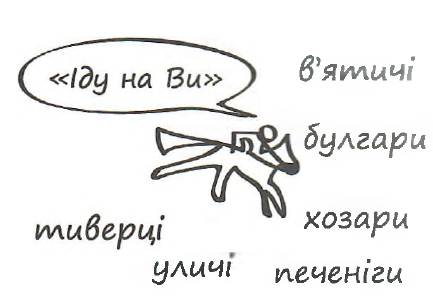 «Іду на Ви»
в'ятичі
булгари
хозари
тиверці
уличі
печеніги